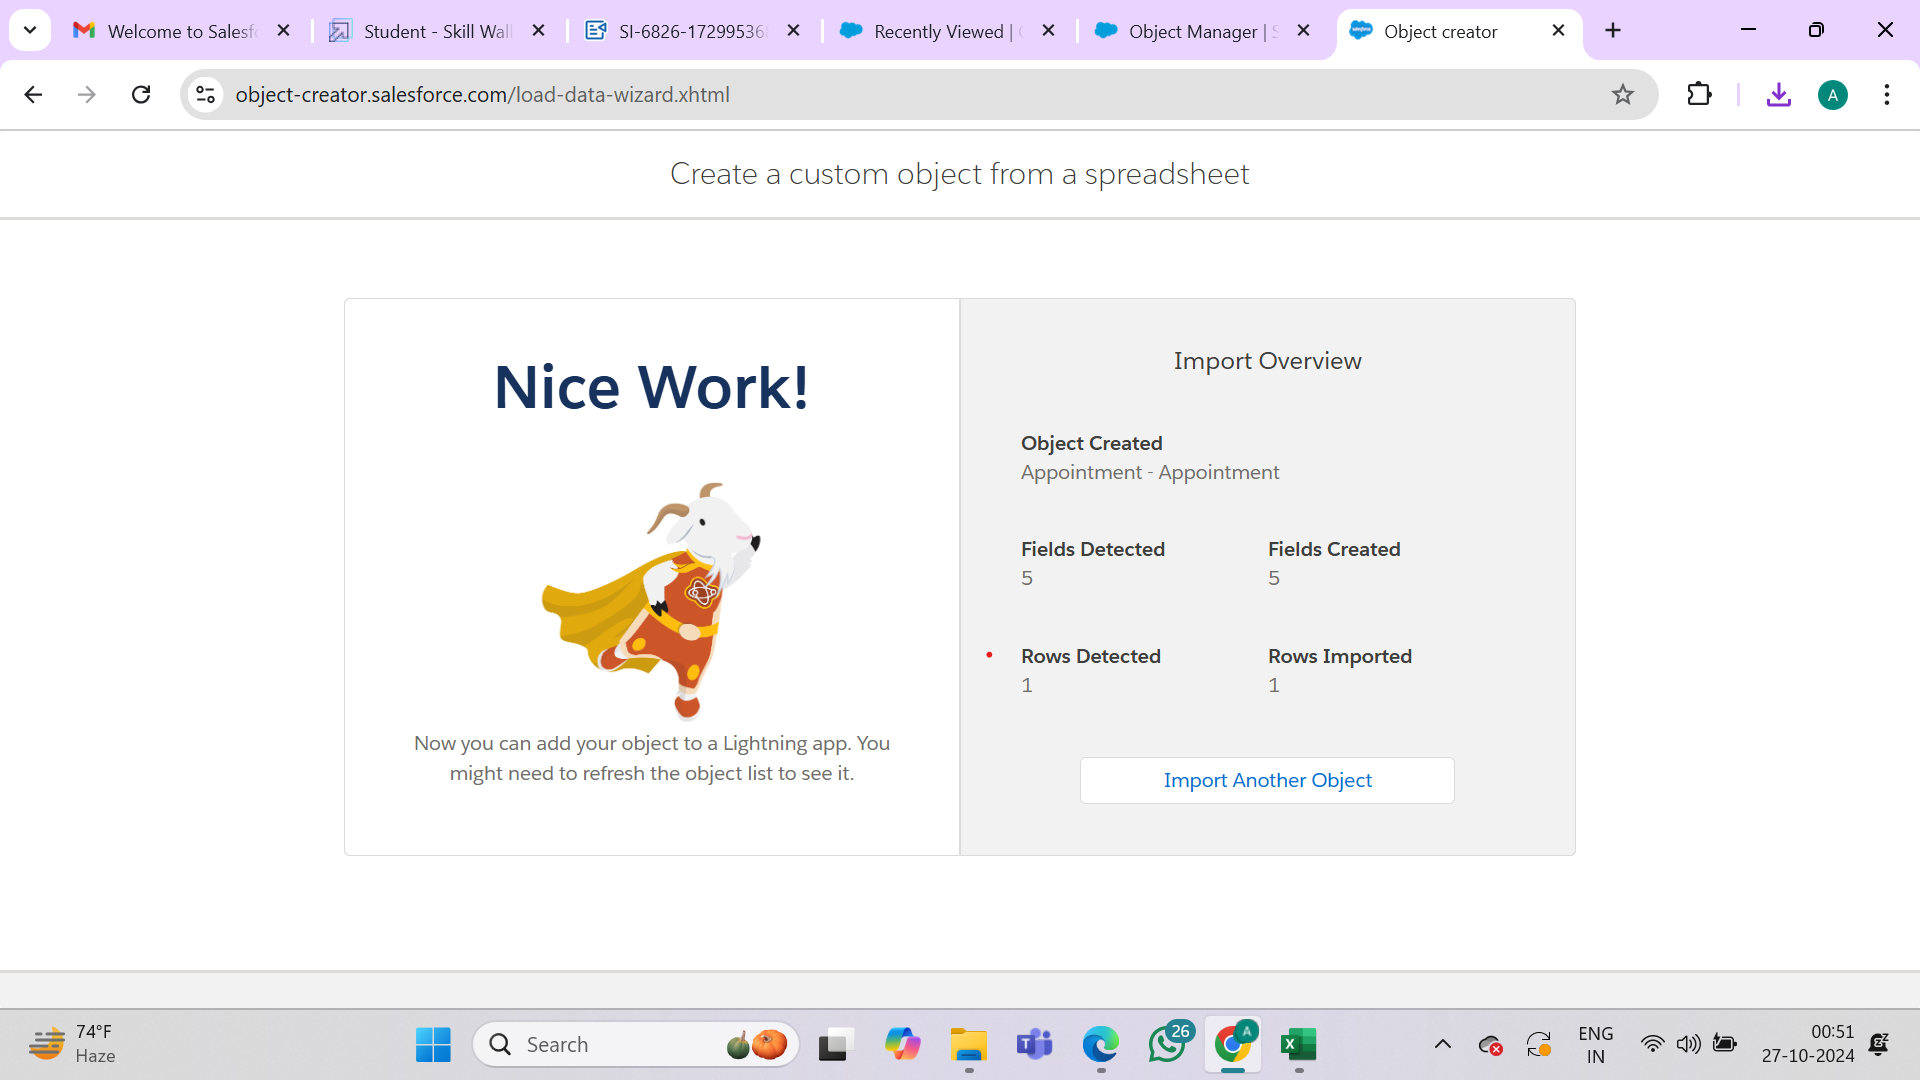 Welcome to Salesf
Student - Skill Wall
SI-6826-17299536
Recently Viewed |
Object Manager | S
Object creator
object-creator.salesforce.com/load-data-wizard.xhtml
A
Create a custom object from a spreadsheet
Nice Work!
Now you can add your object to a Lightning app. You
might need to refresh the object list to see it.
Import Overview
Object Created
Appointment - Appointment
Fields Detected
5
Fields Created
5
Rows Detected
1
Rows Imported
1
Import Another Object
74°F
Haze
Search
26
A
ENG
IN
00:51
27-10-2024